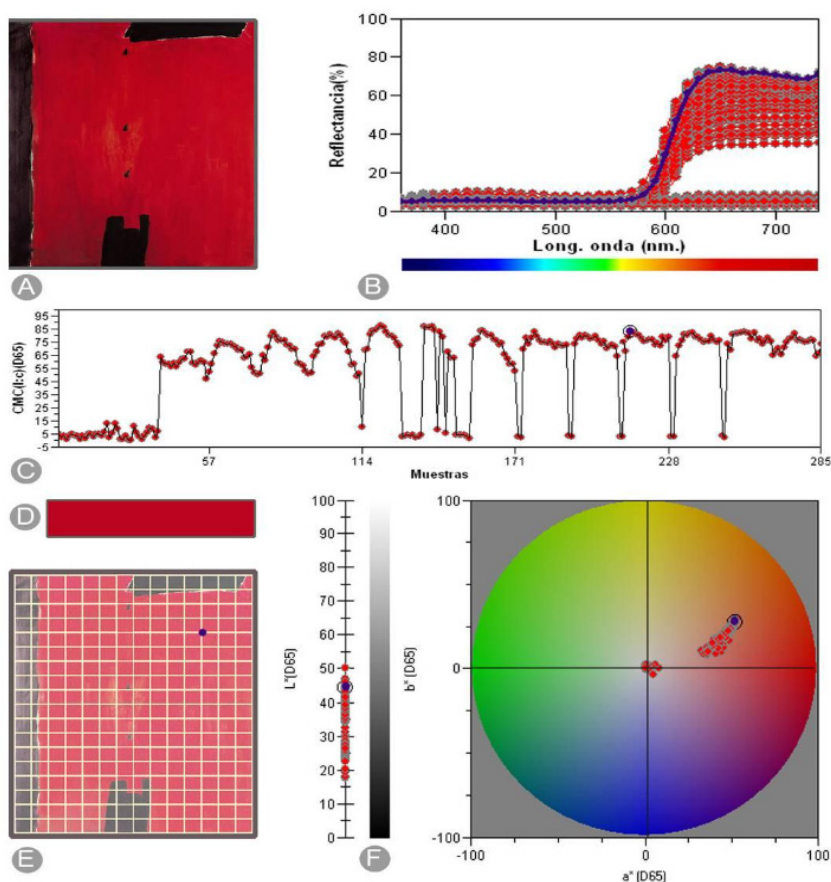 A
100
80
60
40
20
0
Reflectancia(%)
400 500 600 700
Long. onda (nm.)
B
95
85
75
65
55
45
35
25
15
5
-5
CMC(l:c)(D65)
57 114 171 228 285
Muestras
C
D
E
100
90
80
70
60
50
40
30
20
10
0
L*(D65)
F
100
0
-100
b* (D65)
-100 0 100
a* (D65)